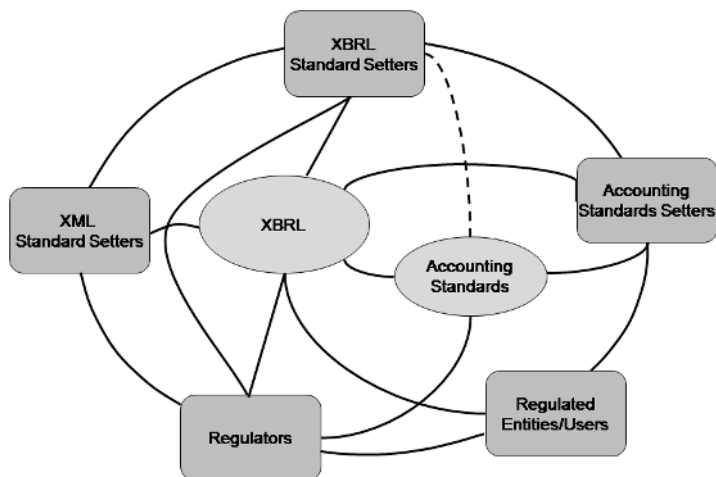 XBRL
Standard Setters
XML
Standard Setters
XBRL
Accounting
Standards Setters
Accounting
Standards
Regulators
Regulated
Entities/Users